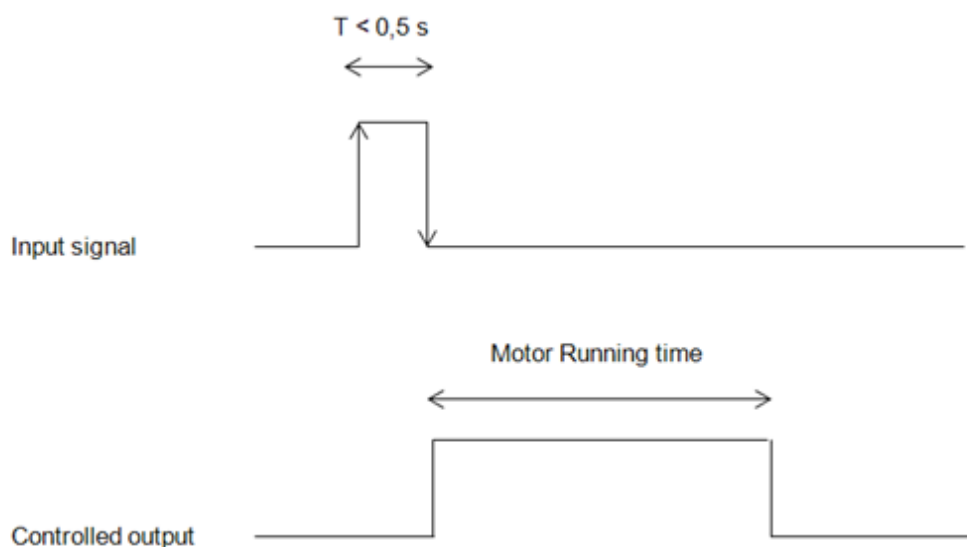 T < 0,5 s
Input signal
Motor Running time
Controlled output